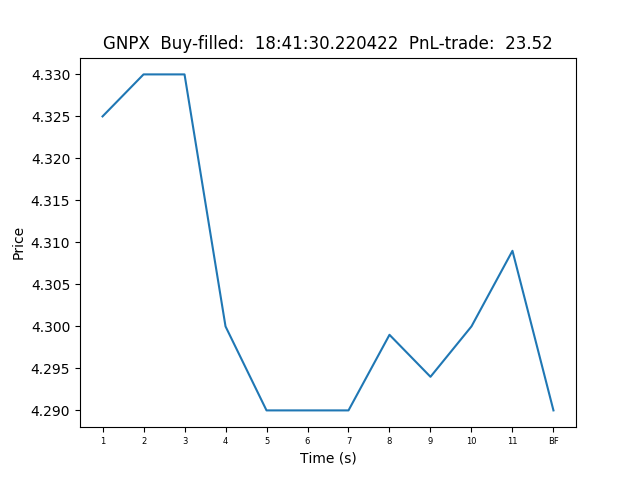 GNPX  Buy-filled:  18:41:30.220422  PnL-trade:  23.52
4.330
4.325
4.320
4.315
4.310
4.305
4.300
4.295
4.290
Price
1 2 3 4 5 6 7 8 9 10 11 BF
Time (s)